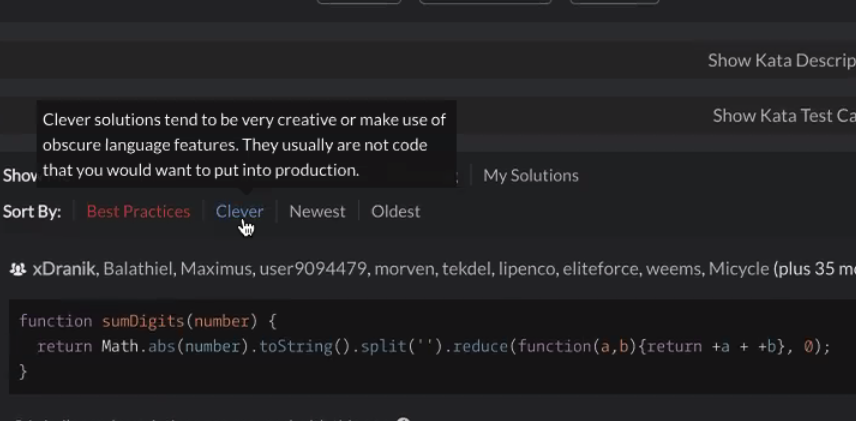 Show Kata Descrip
Show Kata Test Ca
Clever solutions tend to be very creative or make use of
obscure language features. They usually are not code
that you would want to put into production.
Show
My Solutions
Sort By: Best Practices Clever Newest Oldest
xDranik, Balathiel, Maximus, user9094479, morven, tekdel, lipenco, eliteforce, weems, Micycle (plus 35 mo
function sumDigits(number) {
return Math.abs(number).toString().split('').reduce(function(a,b){return +a + +b}, 0);
}